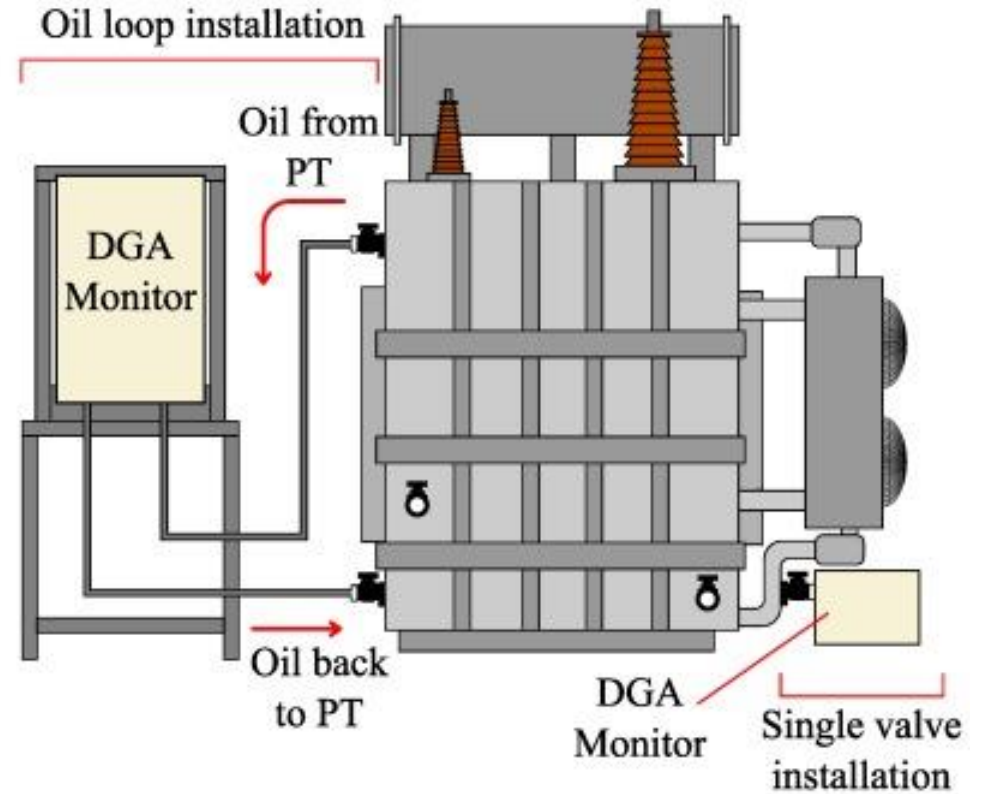 Oil loop installation
Oil from
PT
DGA
Monitor
Oil back
to PT
DGA
Monitor
Single valve
installation